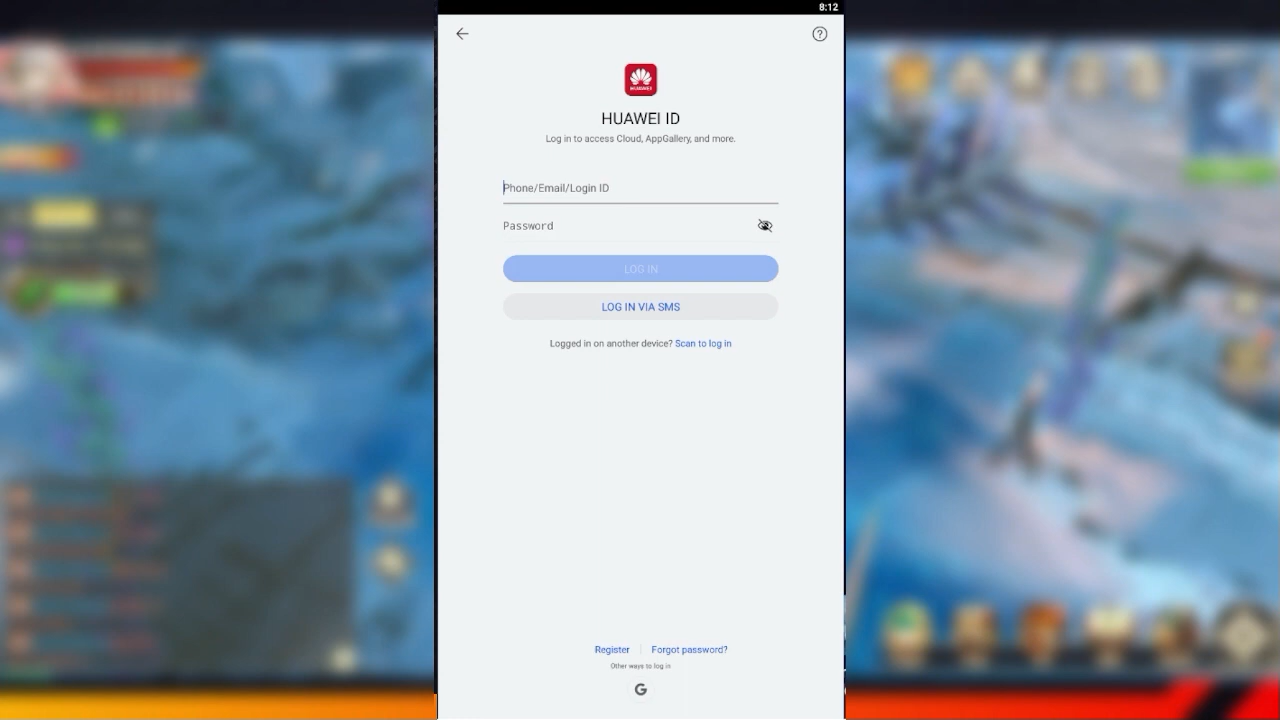 8:12
HUAWEI
HUAWEI ID
Log in to access Cloud, AppGallery, and more.
Phone/Email/Login ID
Password
LOG IN
LOG IN VIA SMS
Logged in on another device? Scan to log in
Register | Forgot password?
Other ways to log in
G